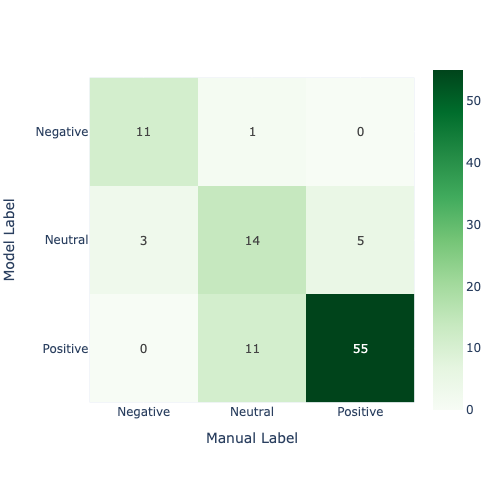 Negative
11
1
0
Neutral
3
14
5
Positive
0
11
55
Negative
Neutral
Positive
Manual Label
Model Label
50
40
30
20
10
0